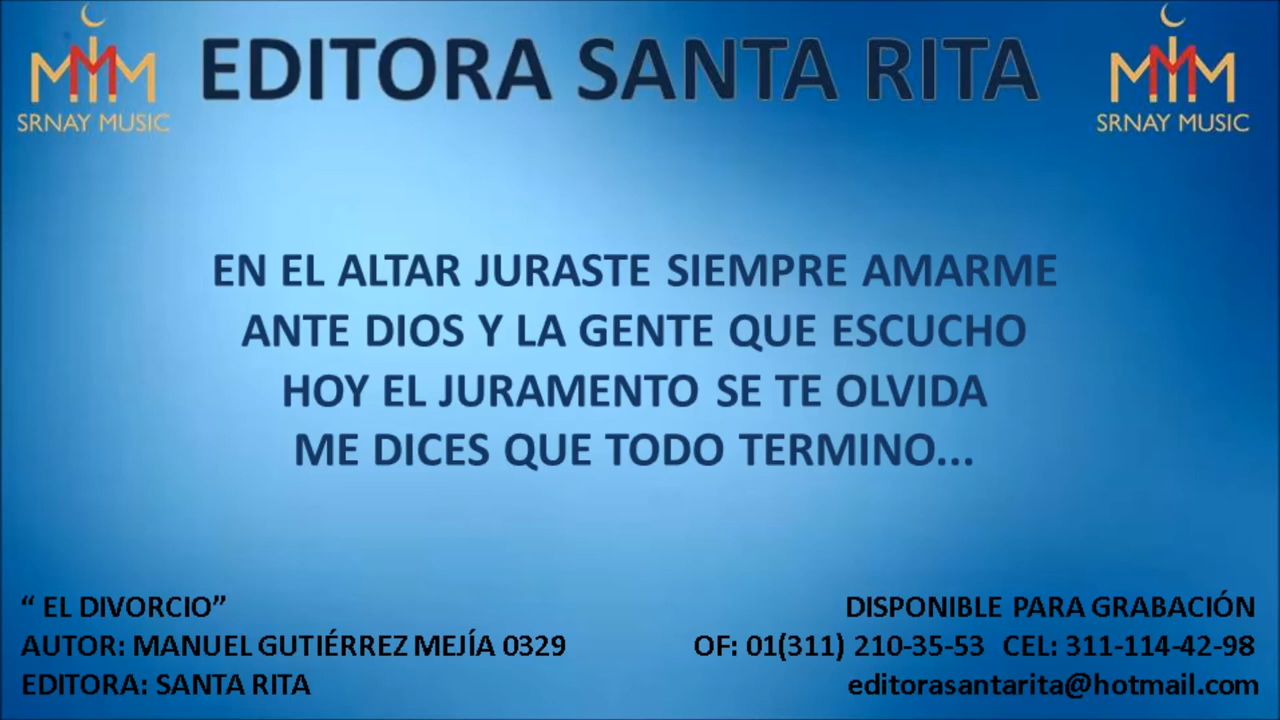 EDITORA SANTA RITA
SRNAY MUSIC
SRNAY MUSIC
EN EL ALTAR JURASTE SIEMPRE AMARME
ANTE DIOS Y LA GENTE QUE ESCUCHO
HOY EL JURAMENTO SE TE OLVIDA
ME DICES QUE TODO TERMINO...
“ EL DIVORCIO”
AUTOR: MANUEL GUTIÉRREZ MEJÍA 0329
EDITORA: SANTA RITA
DISPONIBLE PARA GRABACIÓN
OF: 01(311) 210-35-53 CEL: 311-114-42-98
editorasantarita@hotmail.com